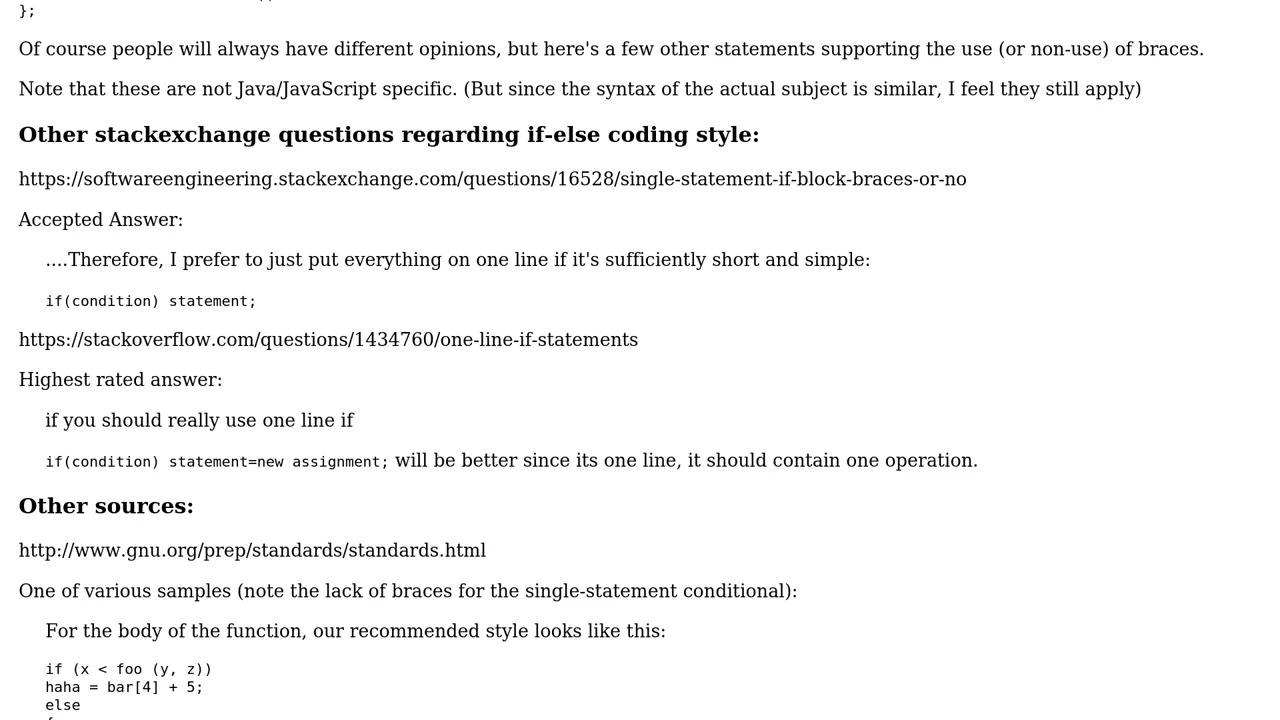 };
Of course people will always have different opinions, but here's a few other statements supporting the use (or non-use) of braces.
Note that these are not Java/JavaScript specific. (But since the syntax of the actual subject is similar, I feel they still apply)
Other stackexchange questions regarding if-else coding style:
https://softwareengineering.stackexchange.com/questions/16528/single-statement-if-block-braces-or-no
Accepted Answer:
....Therefore, I prefer to just put everything on one line if it's sufficiently short and simple:
if(condition) statement;
https://stackoverflow.com/questions/1434760/one-line-if-statements
Highest rated answer:
if you should really use one line if
if(condition) statement=new assignment; will be better since its one line, it should contain one operation.
Other sources:
http://www.gnu.org/prep/standards/standards.html
One of various samples (note the lack of braces for the single-statement conditional):
For the body of the function, our recommended style looks like this:
if (x < foo (y, z))
haha = bar[4] + 5;
else